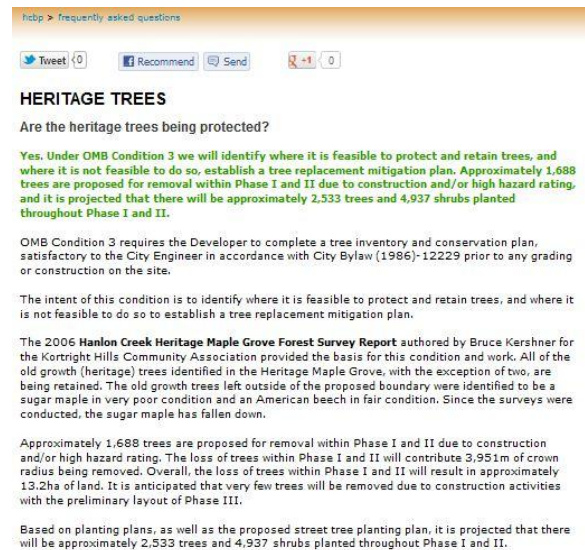 hcbp > frequently asked questions
Tweet 0 Recommend Send +1 0
HERITAGE TREES
Are the heritage trees being protected?
Yes. Under OMB Condition 3 we will identify where it is feasible to protect and retain trees, and
where it is not feasible to do so, establish a tree replacement mitigation plan. Approximately 1,688
trees are proposed for removal within Phase I and II due to construction and/or high hazard rating,
and it is projected that there will be approximately 2,533 trees and 4,937 shrubs planted
throughout Phase I and II.
OMB Condition 3 requires the Developer to complete a tree inventory and conservation plan,
satisfactory to the City Engineer in accordance with City Bylaw (1986)-12229 prior to any grading
or construction on the site.
The intent of this condition is to identify where it is feasible to protect and retain trees, and where it
is not feasible to do so to establish a tree replacement mitigation plan.
The 2006 Hanlon Creek Heritage Maple Grove Forest Survey Report authored by Bruce Kershner for
the Kortright Hills Community Association provided the basis for this condition and work. All of the
old growth (heritage) trees identified in the Heritage Maple Grove, with the exception of two, are
being retained. The old growth trees left outside of the proposed boundary were identified to be a
sugar maple in very poor condition and an American beech in fair condition. Since the surveys were
conducted, the sugar maple has fallen down.
Approximately 1,688 trees are proposed for removal within Phase I and II due to construction
and/or high hazard rating. The loss of trees within Phase I and II will contribute 3,951m of crown
radius being removed. Overall, the loss of trees within Phase I and II will result in approximately
13.2ha of land. It is anticipated that very few trees will be removed due to construction activities
with the preliminary layout of Phase III.
Based on planting plans, as well as the proposed street tree planting plan, it is projected that there
will be approximately 2,533 trees and 4,937 shrubs planted throughout Phase I and II.